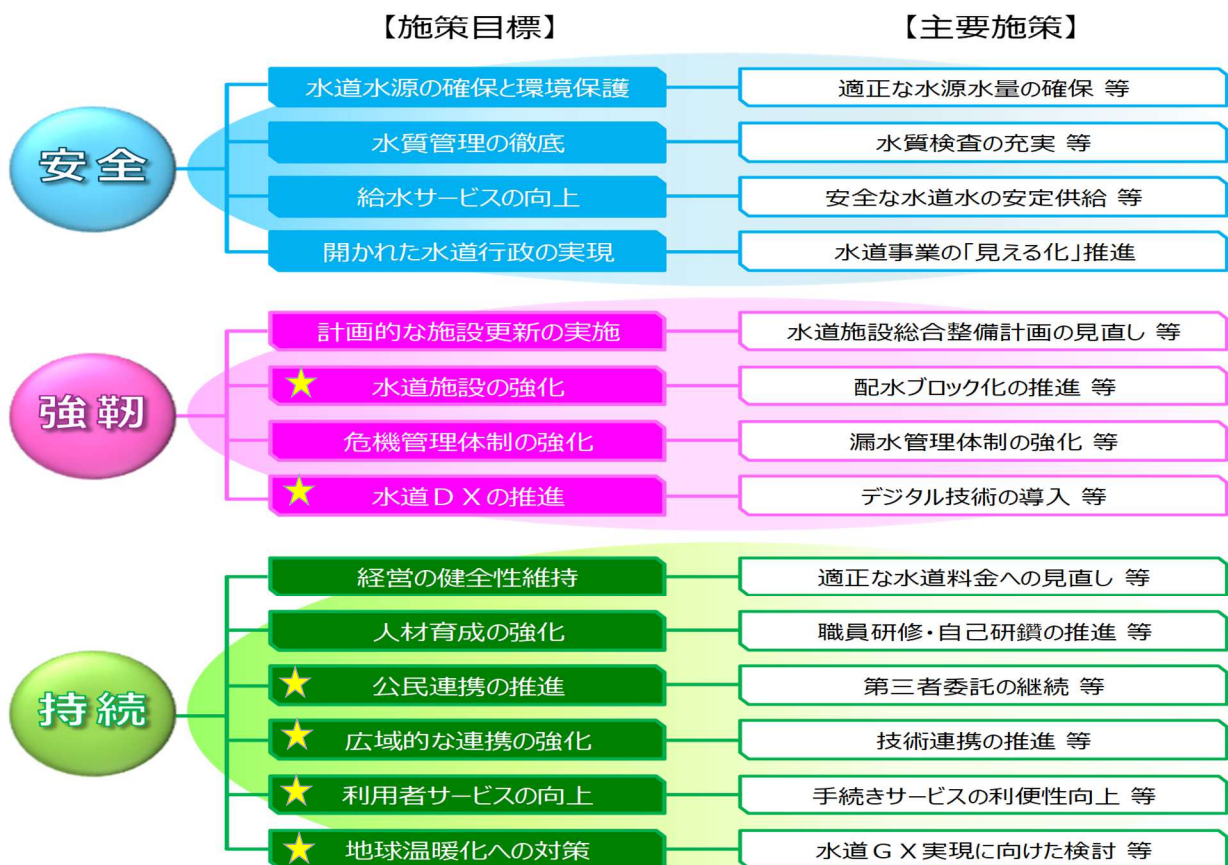 【施策目標】 【主要施策】
安全
水道水源の確保と環境保護 適正な水源水量の確保 等
水質管理の徹底 水質検査の充実 等
給水サービスの向上 安全な水道水の安定供給 等
開かれた水道行政の実現 水道事業の「見える化」推進
強靭
計画的な施設更新の実施 水道施設総合整備計画の見直し 等
水道施設の強化 配水ブロック化の推進 等
危機管理体制の強化 漏水管理体制の強化 等
水道DXの推進 デジタル技術の導入 等
持続
経営の健全性維持 適正な水道料金への見直し 等
人材育成の強化 職員研修・自己研鑽の推進 等
公民連携の推進 第三者委託の継続 等
広域的な連携の強化 技術連携の推進 等
利用者サービスの向上 手続きサービスの利便性向上 等
地球温暖化への対策 水道GX実現に向けた検討 等